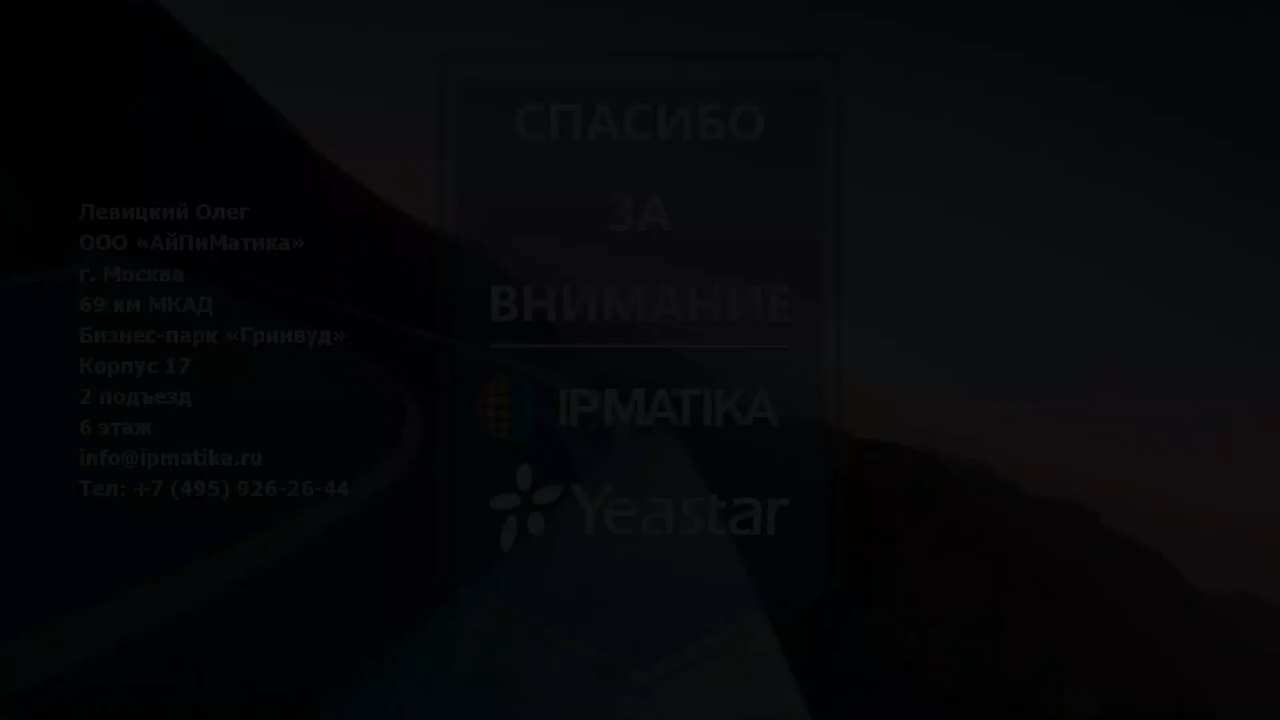 Левицкий Олег
ООО «АйПиМатика»
г. Москва
69 км МКАД
Бизнес-парк «Гринвуд»
Корпус 17
2 подъезд
6 этаж
info@ipmatika.ru
Тел: +7 (495) 926-26-44
СПАСИБО
ЗА
ВНИМАНИЕ
IPMATIKA
Yeastar